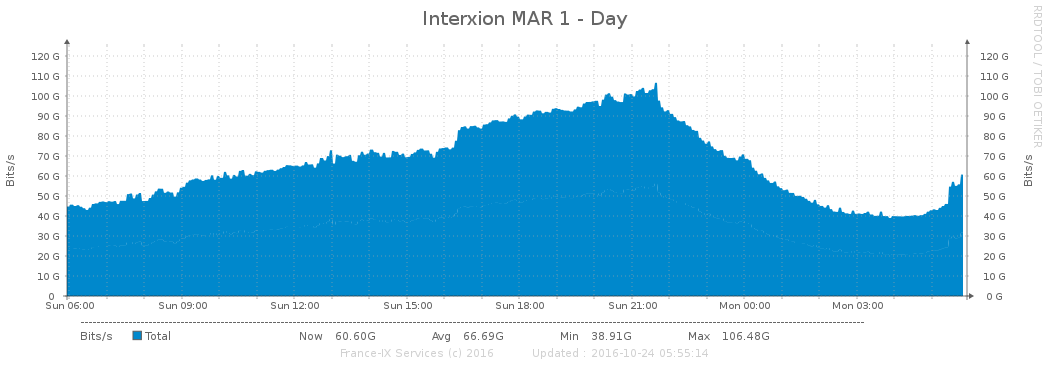 Interxion MAR 1 - Day
RRDTOOL / TOBI OETIKER
Bits/s
120 G 120 G
110 G 110 G
100 G 100 G
90 G 90 G
80 G 80 G
70 G 70 G
60 G 60 G
50 G 50 G
40 G 40 G
30 G 30 G
20 G 20 G
10 G 10 G
0 0 G
Bits/s
Sun 06:00 Sun 09:00 Sun 12:00 Sun 15:00 Sun 18:00 Sun 21:00 Mon 00:00 Mon 03:00
Bits/s Total Now 60.60G Avg 66.69G Min 38.91G Max 106.48G
France-IX Services (c) 2016 Updated : 2016-10-24 05:55:14